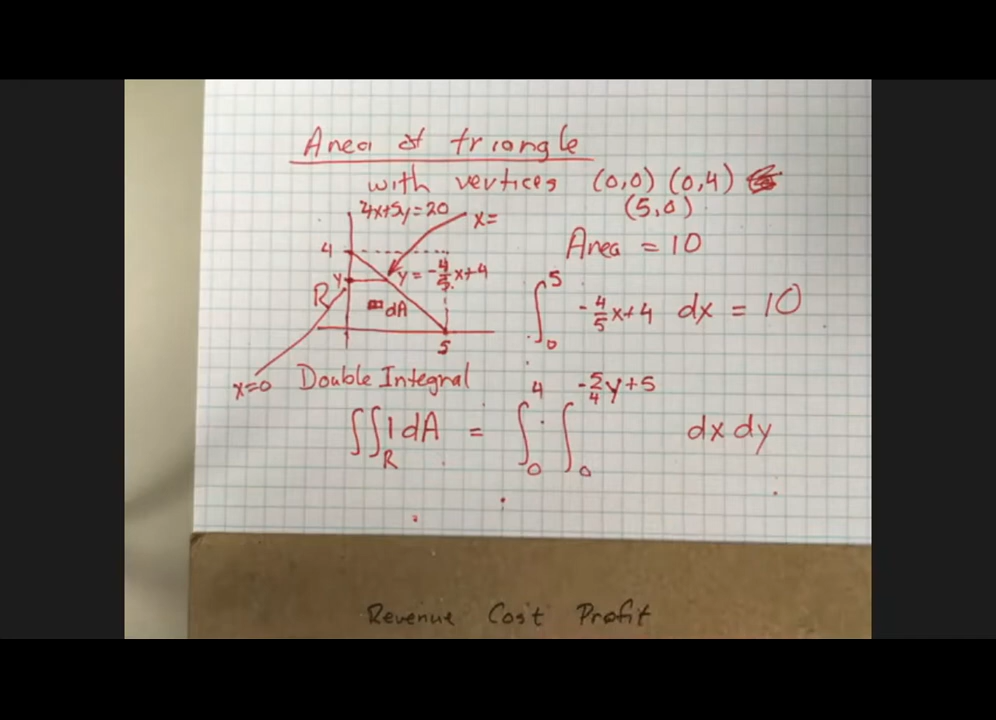 Area of triangle
with vertices (0,0) (0,4)
(5,0)
4x+5y=20
x=
Area = 10
4
y
y = -4/5x+4
R
dA
5
∫₀⁵ -4/5x+4 dx = 10
x=0
Double Integral
∬_R 1 dA = ∫₀⁴ ∫₀^(-5/4y+5) dx dy
Revenue Cost Profit